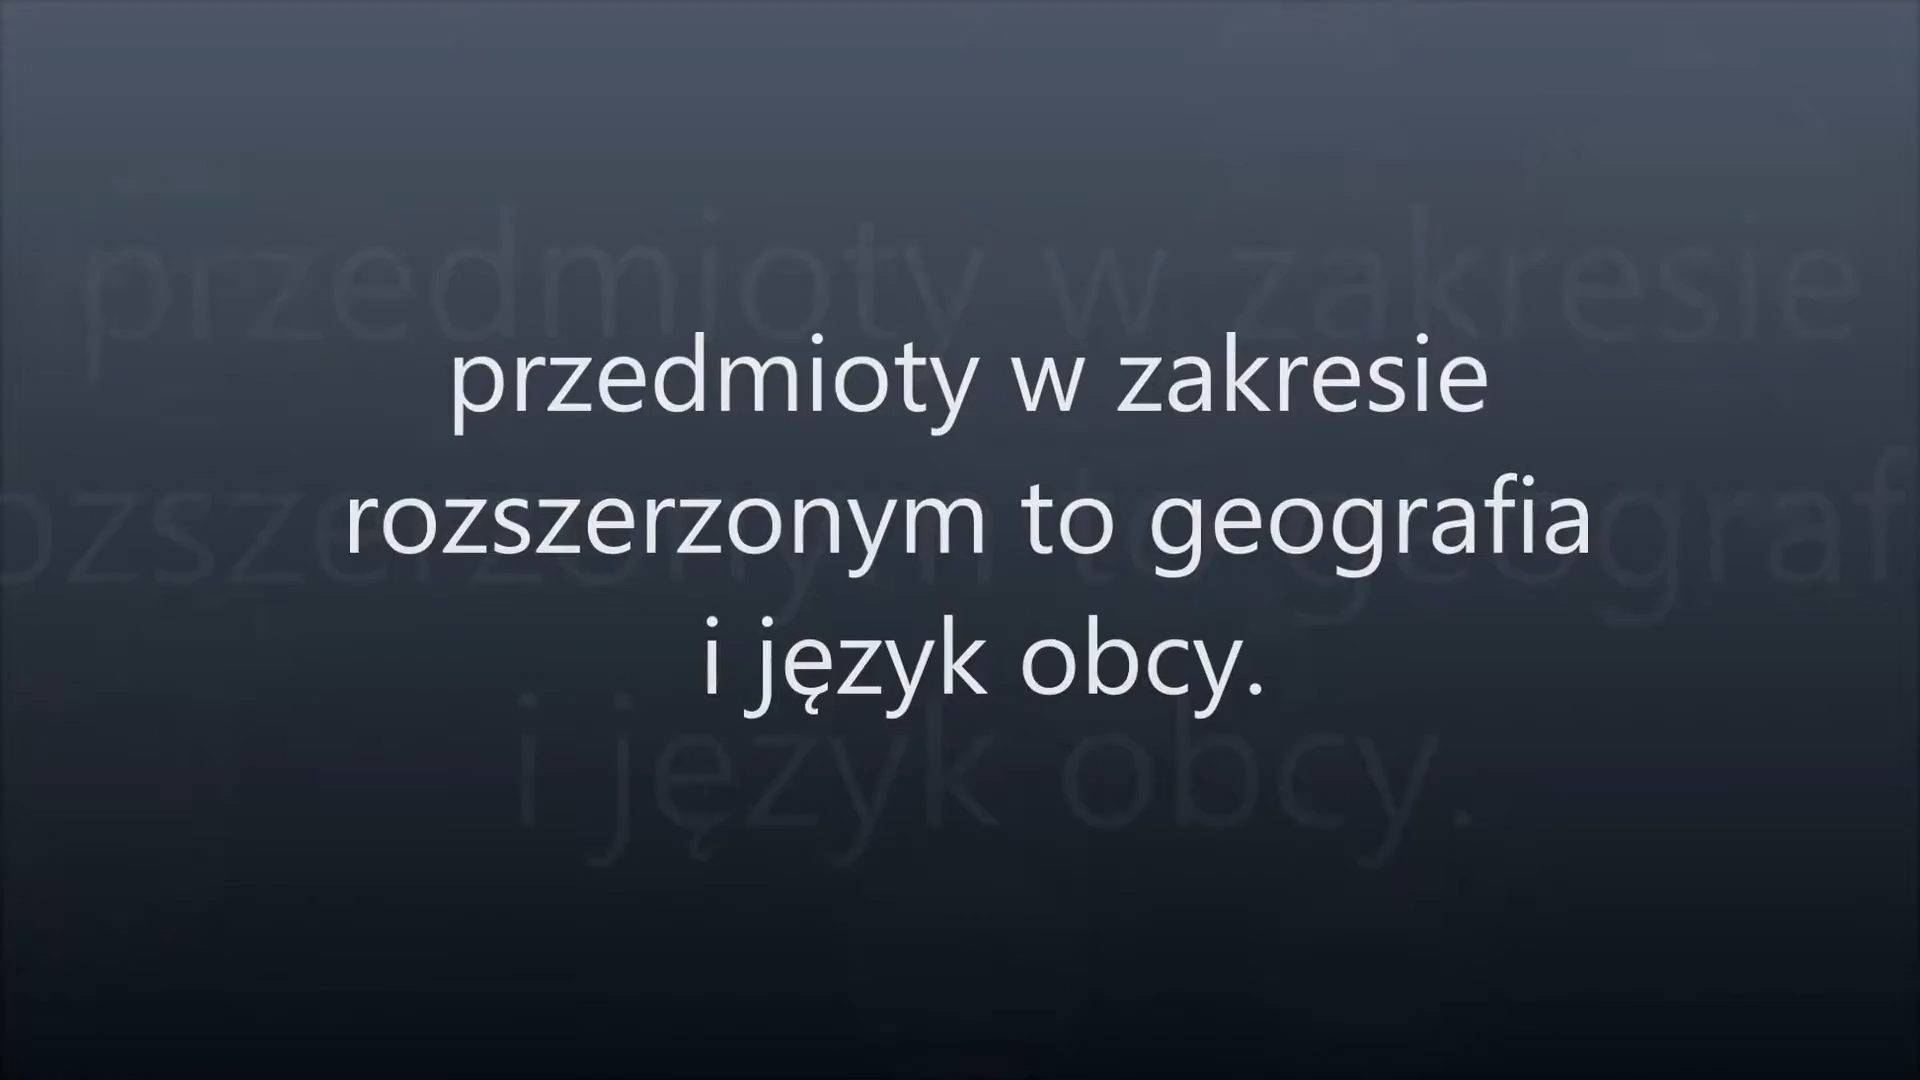 przedmioty w zakresie
rozszerzonym to geografia
i język obcy.